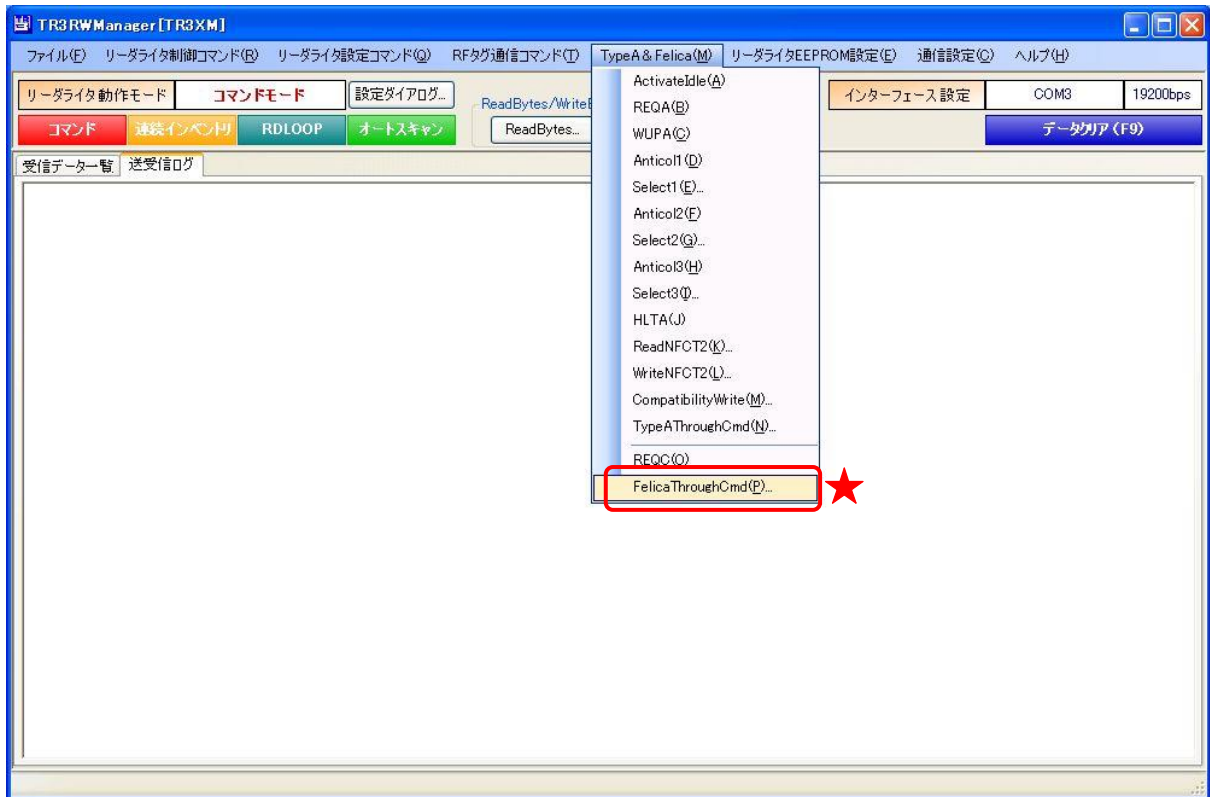 TR3RWManager[TR3XM]
ファイル(F) リーダライタ制御コマンド(R) リーダライタ設定コマンド(Q) RFタグ通信コマンド(T) TypeA & Felica(M) リーダライタEEPROM設定(E) 通信設定(C) ヘルプ(H)
リーダライタ動作モード コマンドモード 設定ダイアログ... ReadBytes/WriteB インターフェース設定 COM3 19200bps
コマンド 連続インベントリ RDLOOP オートスキャン ReadBytes... データクリア(F9)
受信データ一覧 送受信ログ
ActivateIdle(A)
REQA(B)
WUPA(C)
Anticol1(D)
Select1(E)...
Anticol2(F)
Select2(G)...
Anticol3(H)
Select3(I)...
HLTA(J)
ReadNFCT2(K)...
WriteNFCT2(L)...
CompatibilityWrite(M)...
TypeAThroughCmd(N)...
REQC(O)
FelicaThroughCmd(P)...